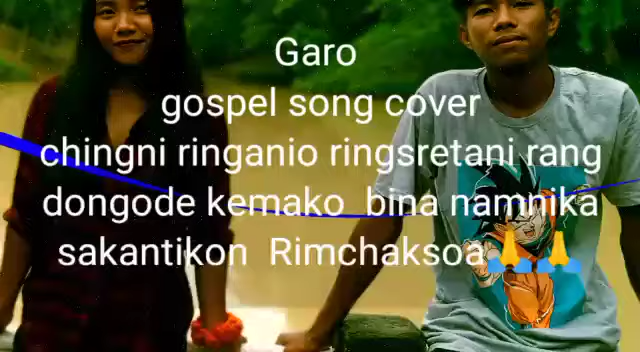 Garo
gospel song cover
chingni ringanio ringsretani rang
dongode kemako bina namnika
sakantikon Rimchaksoa🙏🙏